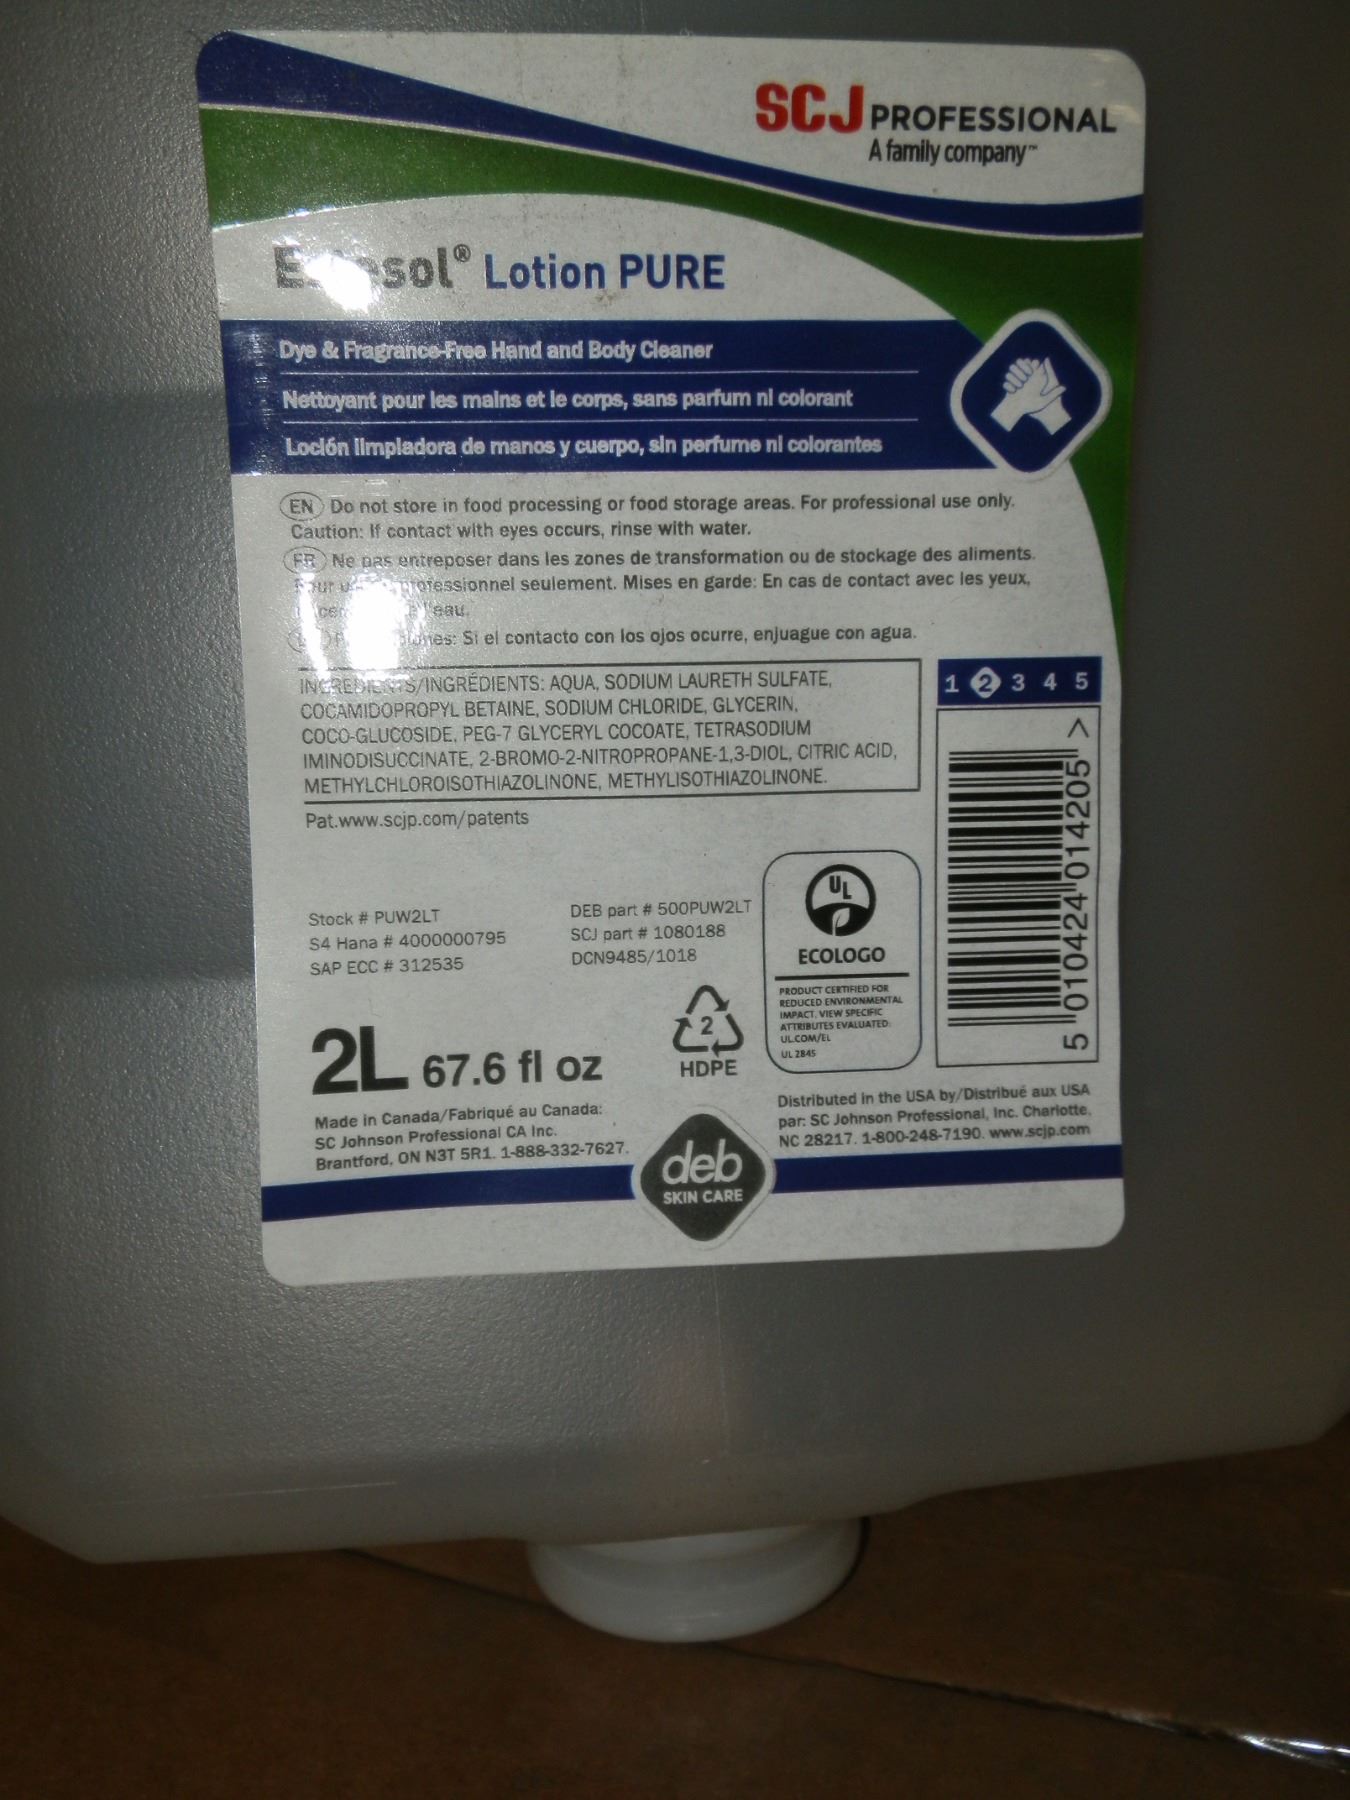 SCJ PROFESSIONAL
A family company™
Lotion PURE
Dye & Fragrance-Free Hand and Body Cleaner
Nettoyant pour les mains et le corps, sans parfum ni colorant
Loción limpiadora de manos y cuerpo, sin perfume ni colorantes
EN Do not store in food processing or food storage areas. For professional use only.
Caution: If contact with eyes occurs, rinse with water.
FR Ne pas entreposer dans les zones de transformation ou de stockage des aliments.
professionnel seulement. Mises en garde: En cas de contact avec les yeux,
l'eau.
Si el contacto con los ojos ocurre, enjuague con agua.
INGREDIENTS/INGRÉDIENTS: AQUA, SODIUM LAURETH SULFATE,
COCAMIDOPROPYL BETAINE, SODIUM CHLORIDE, GLYCERIN,
COCO-GLUCOSIDE, PEG-7 GLYCERYL COCOATE, TETRASODIUM
IMINODISUCCINATE, 2-BROMO-2-NITROPROPANE-1,3-DIOL, CITRIC ACID,
METHYLCHLOROISOTHIAZOLINONE, METHYLISOTHIAZOLINONE.
1 2 3 4 5
5 010424 014205 >
Pat.www.scjp.com/patents
Stock # PUW2LT
S4 Hana # 4000000795
SAP ECC # 312535
DEB part # 500PUW2LT
SCJ part # 1080188
DCN9485/1018
UL
ECOLOGO
PRODUCT CERTIFIED FOR
REDUCED ENVIRONMENTAL
IMPACT. VIEW SPECIFIC
ATTRIBUTES EVALUATED:
UL.COM/EL
UL 2845
2L 67.6 fl oz
2
HDPE
Made in Canada/Fabriqué au Canada:
SC Johnson Professional CA Inc.
Brantford, ON N3T 5R1. 1-888-332-7627.
deb
SKIN CARE
Distributed in the USA by/Distribué aux USA
par: SC Johnson Professional, Inc. Charlotte,
NC 28217. 1-800-248-7190. www.scjp.com